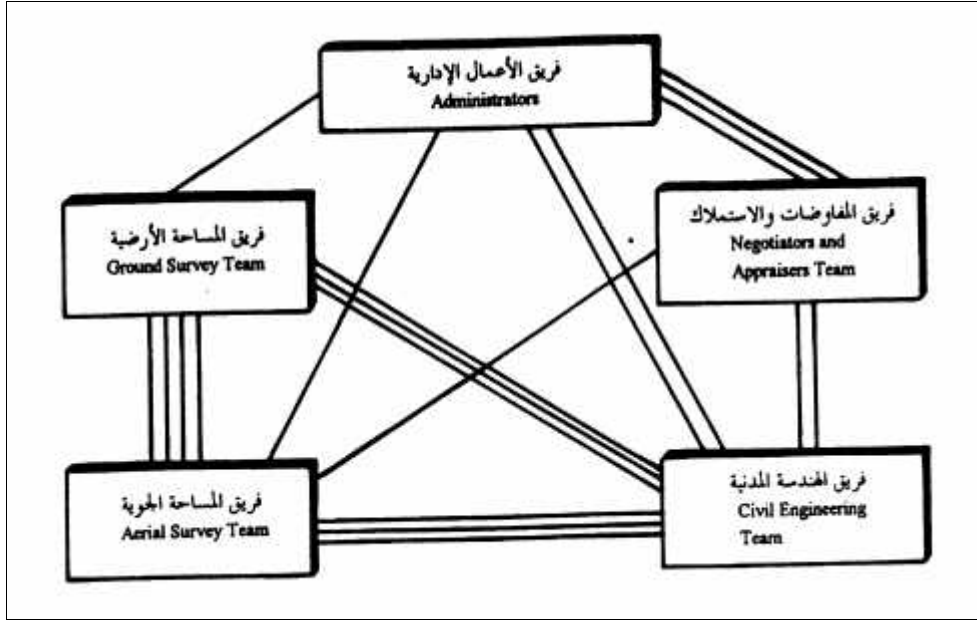 فريق الأعمال الإدارية
Administrators
فريق المساحة الأرضية
Ground Survey Team
فريق المفاوضات والاستملاك
Negotiators and
Appraisers Team
فريق المساحة الجوية
Aerial Survey Team
فريق الهندسة المدنية
Civil Engineering
Team